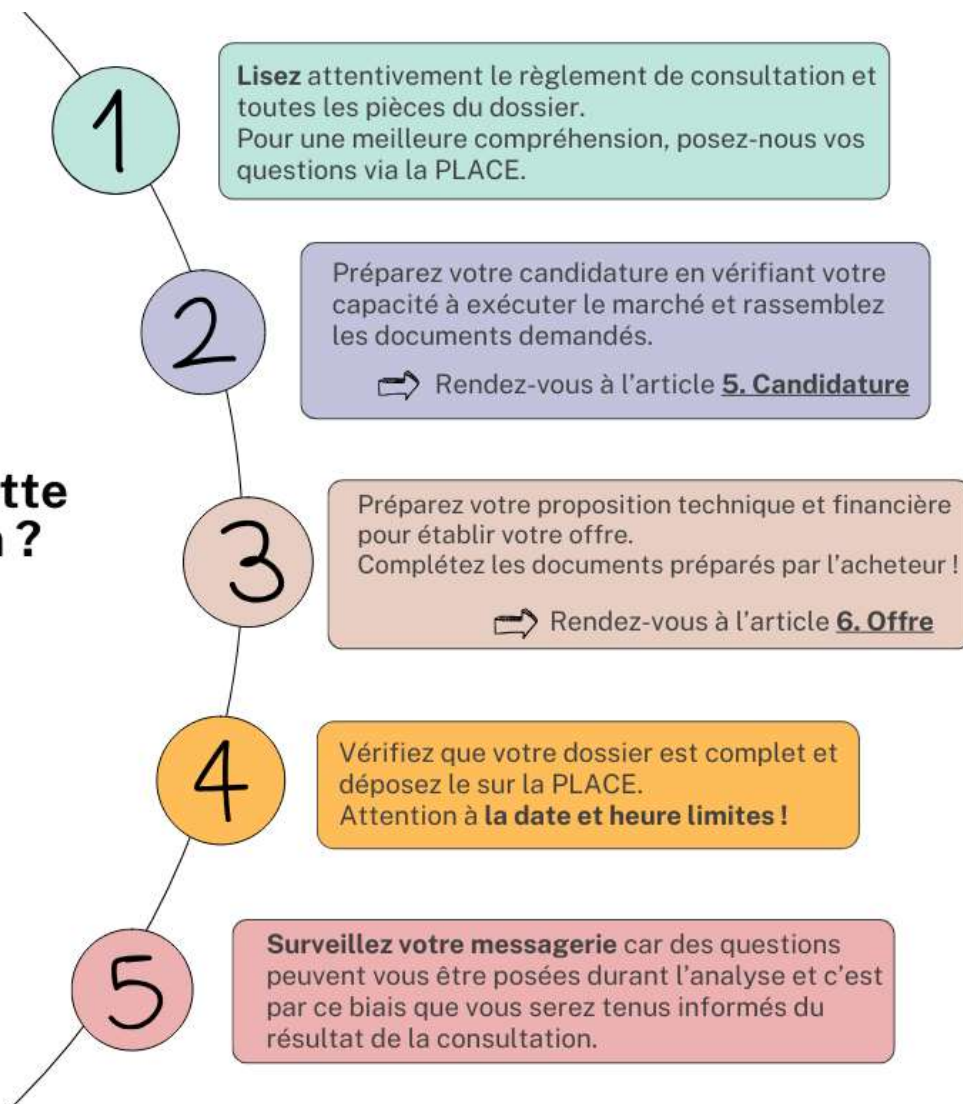 1
Lisez attentivement le règlement de consultation et
toutes les pièces du dossier.
Pour une meilleure compréhension, posez-nous vos
questions via la PLACE.
2
Préparez votre candidature en vérifiant votre
capacité à exécuter le marché et rassemblez
les documents demandés.
Rendez-vous à l'article 5. Candidature
tte
?
3
Préparez votre proposition technique et financière
pour établir votre offre.
Complétez les documents préparés par l'acheteur !
Rendez-vous à l'article 6. Offre
4
Vérifiez que votre dossier est complet et
déposez le sur la PLACE.
Attention à la date et heure limites !
5
Surveillez votre messagerie car des questions
peuvent vous être posées durant l'analyse et c'est
par ce biais que vous serez tenus informés du
résultat de la consultation.